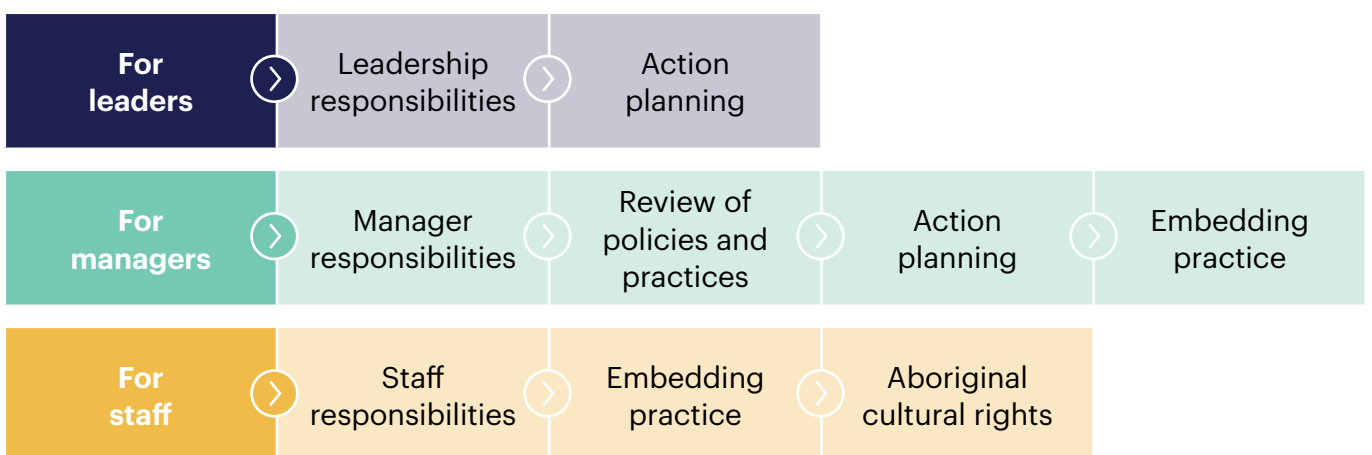 For
leaders
Leadership
responsibilities
Action
planning
For
managers
Manager
responsibilities
Review of
policies and
practices
Action
planning
Embedding
practice
For
staff
Staff
responsibilities
Embedding
practice
Aboriginal
cultural rights